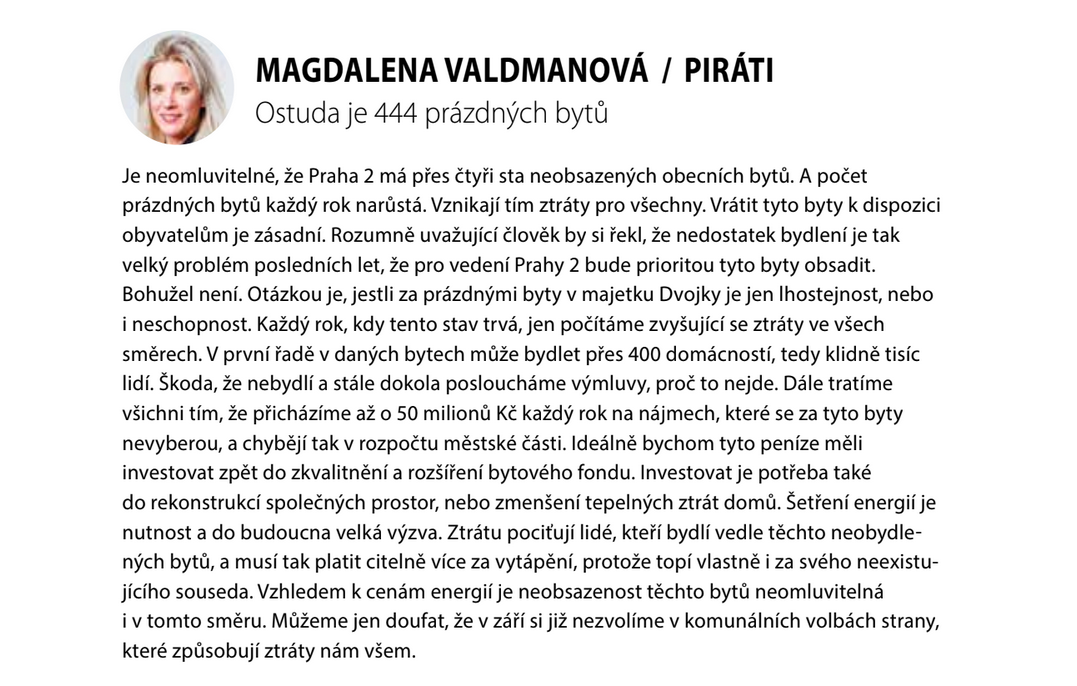 MAGDALENA VALDMANOVÁ / PIRÁTI
Ostuda je 444 prázdných bytů
Je neomluvitelné, že Praha 2 má přes čtyři sta neobsazených obecních bytů. A počet
prázdných bytů každý rok narůstá. Vznikají tím ztráty pro všechny. Vrátit tyto byty k dispozici
obyvatelům je zásadní. Rozumně uvažující člověk by si řekl, že nedostatek bydlení je tak
velký problém posledních let, že pro vedení Prahy 2 bude prioritou tyto byty obsadit.
Bohužel není. Otázkou je, jestli za prázdnými byty v majetku Dvojky je jen lhostejnost, nebo
i neschopnost. Každý rok, kdy tento stav trvá, jen počítáme zvyšující se ztráty ve všech
směrech. V první řadě v daných bytech může bydlet přes 400 domácností, tedy klidně tisíc
lidí. Škoda, že nebydlí a stále dokola posloucháme výmluvy, proč to nejde. Dále tratíme
všichni tím, že přicházíme až o 50 milionů Kč každý rok na nájmech, které se za tyto byty
nevyberou, a chybějí tak v rozpočtu městské části. Ideálně bychom tyto peníze měli
investovat zpět do zkvalitnění a rozšíření bytového fondu. Investovat je potřeba také
do rekonstrukcí společných prostor, nebo zmenšení tepelných ztrát domů. Šetření energií je
nutnost a do budoucna velká výzva. Ztrátu pociťují lidé, kteří bydlí vedle těchto neobydle-
ných bytů, a musí tak platit citelně více za vytápění, protože topí vlastně i za svého neexistu-
jícího souseda. Vzhledem k cenám energií je neobsazenost těchto bytů neomluvitelná
i v tomto směru. Můžeme jen doufat, že v září si již nezvolíme v komunálních volbách strany,
které způsobují ztráty nám všem.